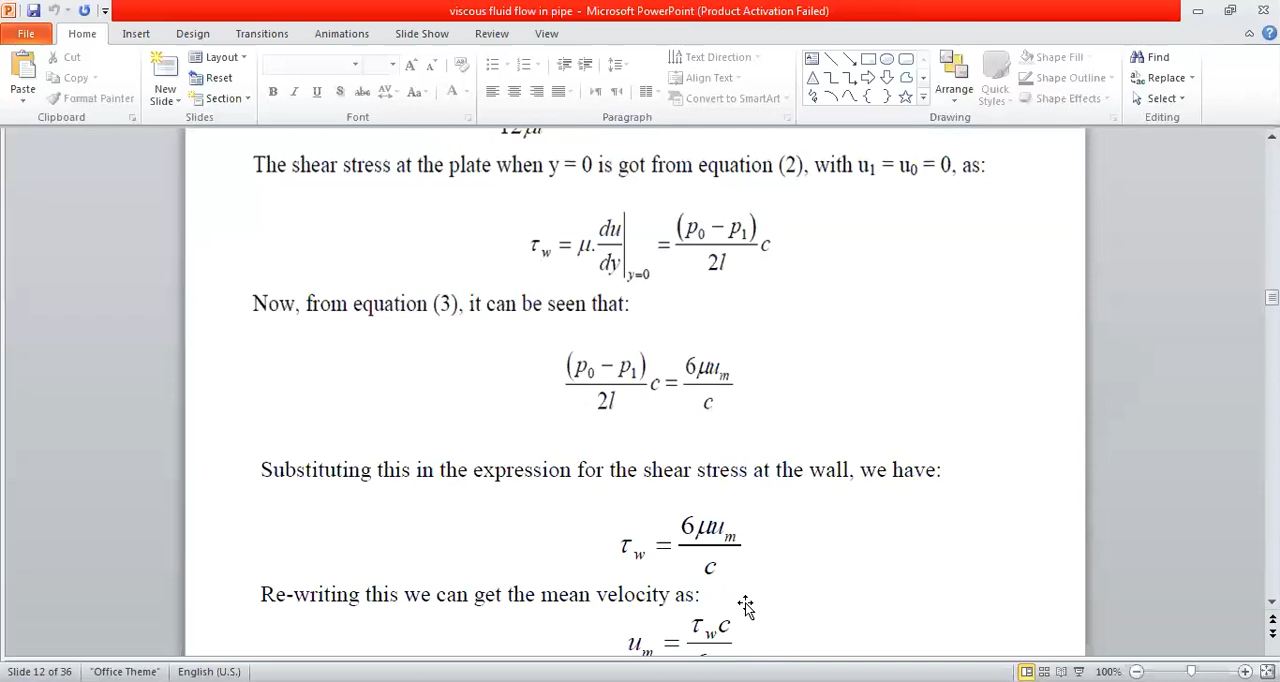 viscous fluid flow in pipe - Microsoft PowerPoint (Product Activation Failed)
File Home Insert Design Transitions Animations Slide Show Review View
Paste
Cut
Copy
Format Painter
Clipboard
New Slide
Layout
Reset
Section
Slides
B I U S abc AV Aa A
Font
Paragraph
Text Direction
Align Text
Convert to SmartArt
Arrange
Quick Styles
Shape Fill
Shape Outline
Shape Effects
Drawing
Find
Replace
Select
Editing
The shear stress at the plate when y = 0 is got from equation (2), with u₁ = u₀ = 0, as:
τ_w = μ. du/dy |_{y=0} = (p₀ − p₁)/2l c
Now, from equation (3), it can be seen that:
(p₀ − p₁)/2l c = 6μu_m/c
Substituting this in the expression for the shear stress at the wall, we have:
τ_w = 6μu_m/c
Re-writing this we can get the mean velocity as:
u_m = τ_w c
Slide 12 of 36 "Office Theme" English (U.S.) 100%